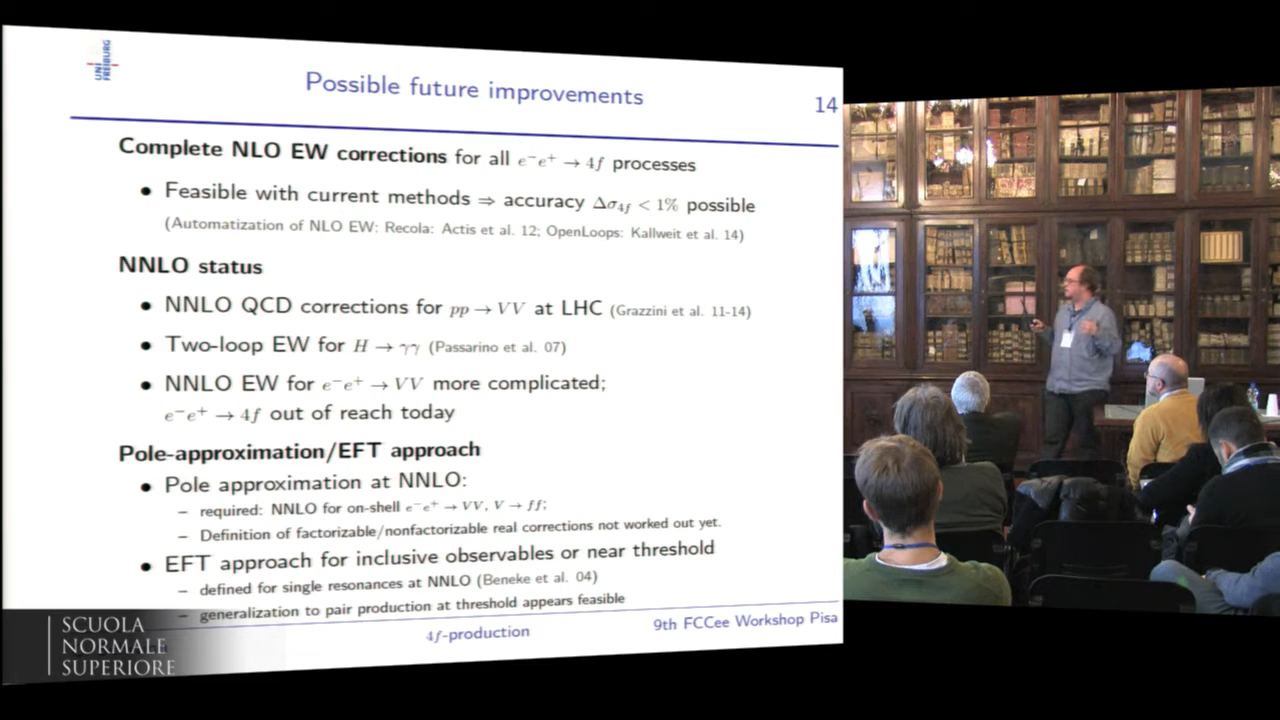 UNI
FREIBURG
Possible future improvements
14
Complete NLO EW corrections for all e⁻e⁺ → 4f processes
• Feasible with current methods ⇒ accuracy Δσ₄f < 1% possible
(Automatization of NLO EW: Recola: Actis et al. 12; OpenLoops: Kallweit et al. 14)
NNLO status
• NNLO QCD corrections for pp → VV at LHC (Grazzini et al. 11-14)
• Two-loop EW for H → γγ (Passarino et al. 07)
• NNLO EW for e⁻e⁺ → VV more complicated;
e⁻e⁺ → 4f out of reach today
Pole-approximation/EFT approach
• Pole approximation at NNLO:
– required: NNLO for on-shell e⁻e⁺ → VV, V → ff;
– Definition of factorizable/nonfactorizable real corrections not worked out yet.
• EFT approach for inclusive observables or near threshold
– defined for single resonances at NNLO (Beneke et al. 04)
– generalization to pair production at threshold appears feasible
4f-production
9th FCCee Workshop Pisa
SCUOLA
NORMALE
SUPERIORE